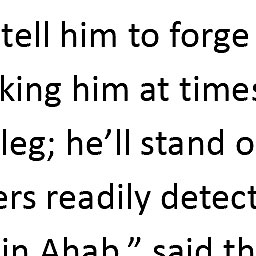 tell him to forge
king him at times
leg; he’ll stand o
ers readily detect
in Ahab,” said th